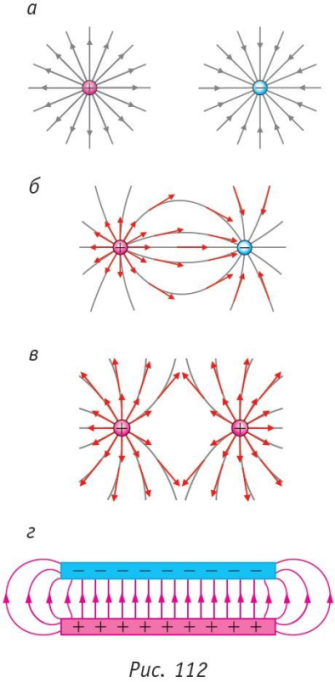 а
+
−
б
+
−
в
+
+
г
− − − − − − − − −
+ + + + + + + + +
Рис. 112